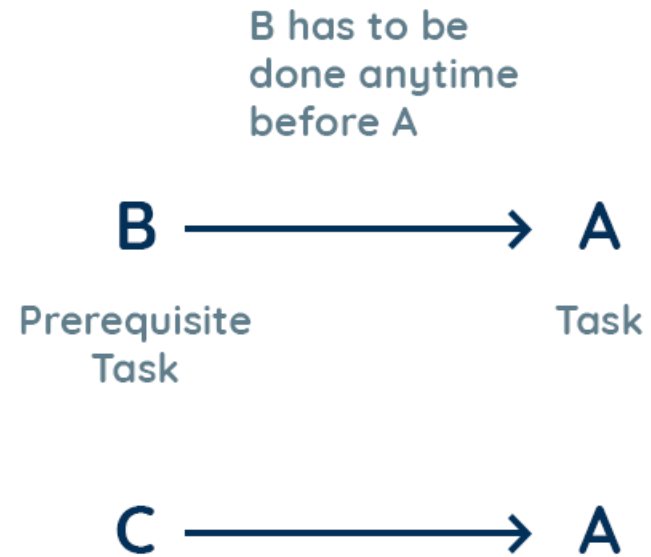 B has to be
done anytime
before A
B A
Prerequisite Task
Task
C A